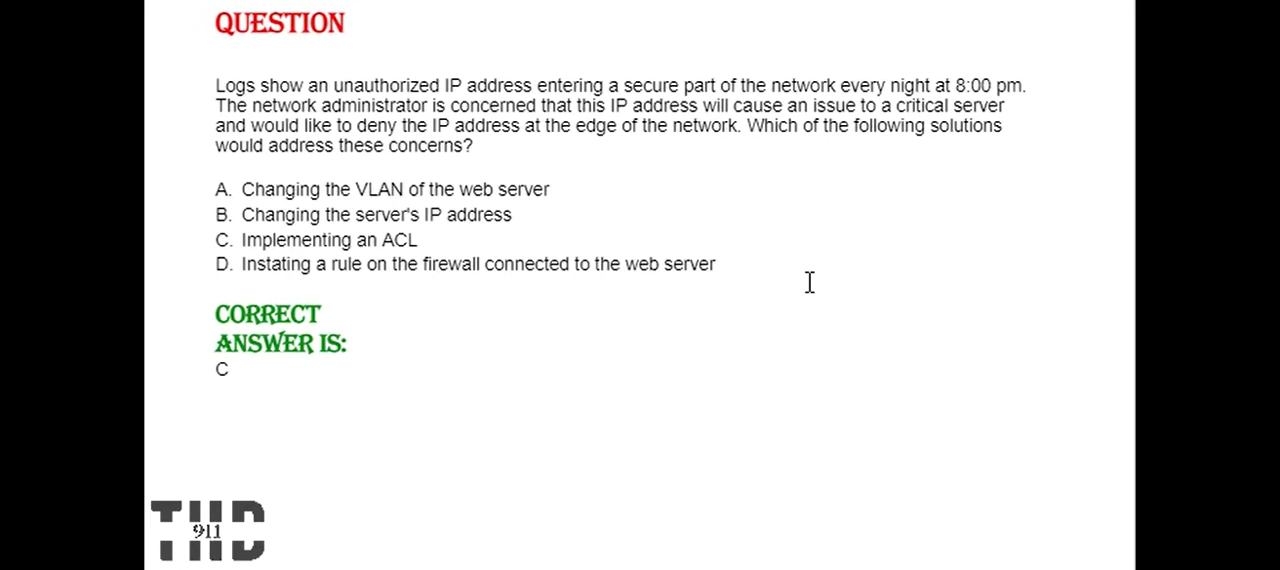 QUESTION
Logs show an unauthorized IP address entering a secure part of the network every night at 8:00 pm.
The network administrator is concerned that this IP address will cause an issue to a critical server
and would like to deny the IP address at the edge of the network. Which of the following solutions
would address these concerns?
A. Changing the VLAN of the web server
B. Changing the server's IP address
C. Implementing an ACL
D. Instating a rule on the firewall connected to the web server
CORRECT
ANSWER IS:
C
THD
911